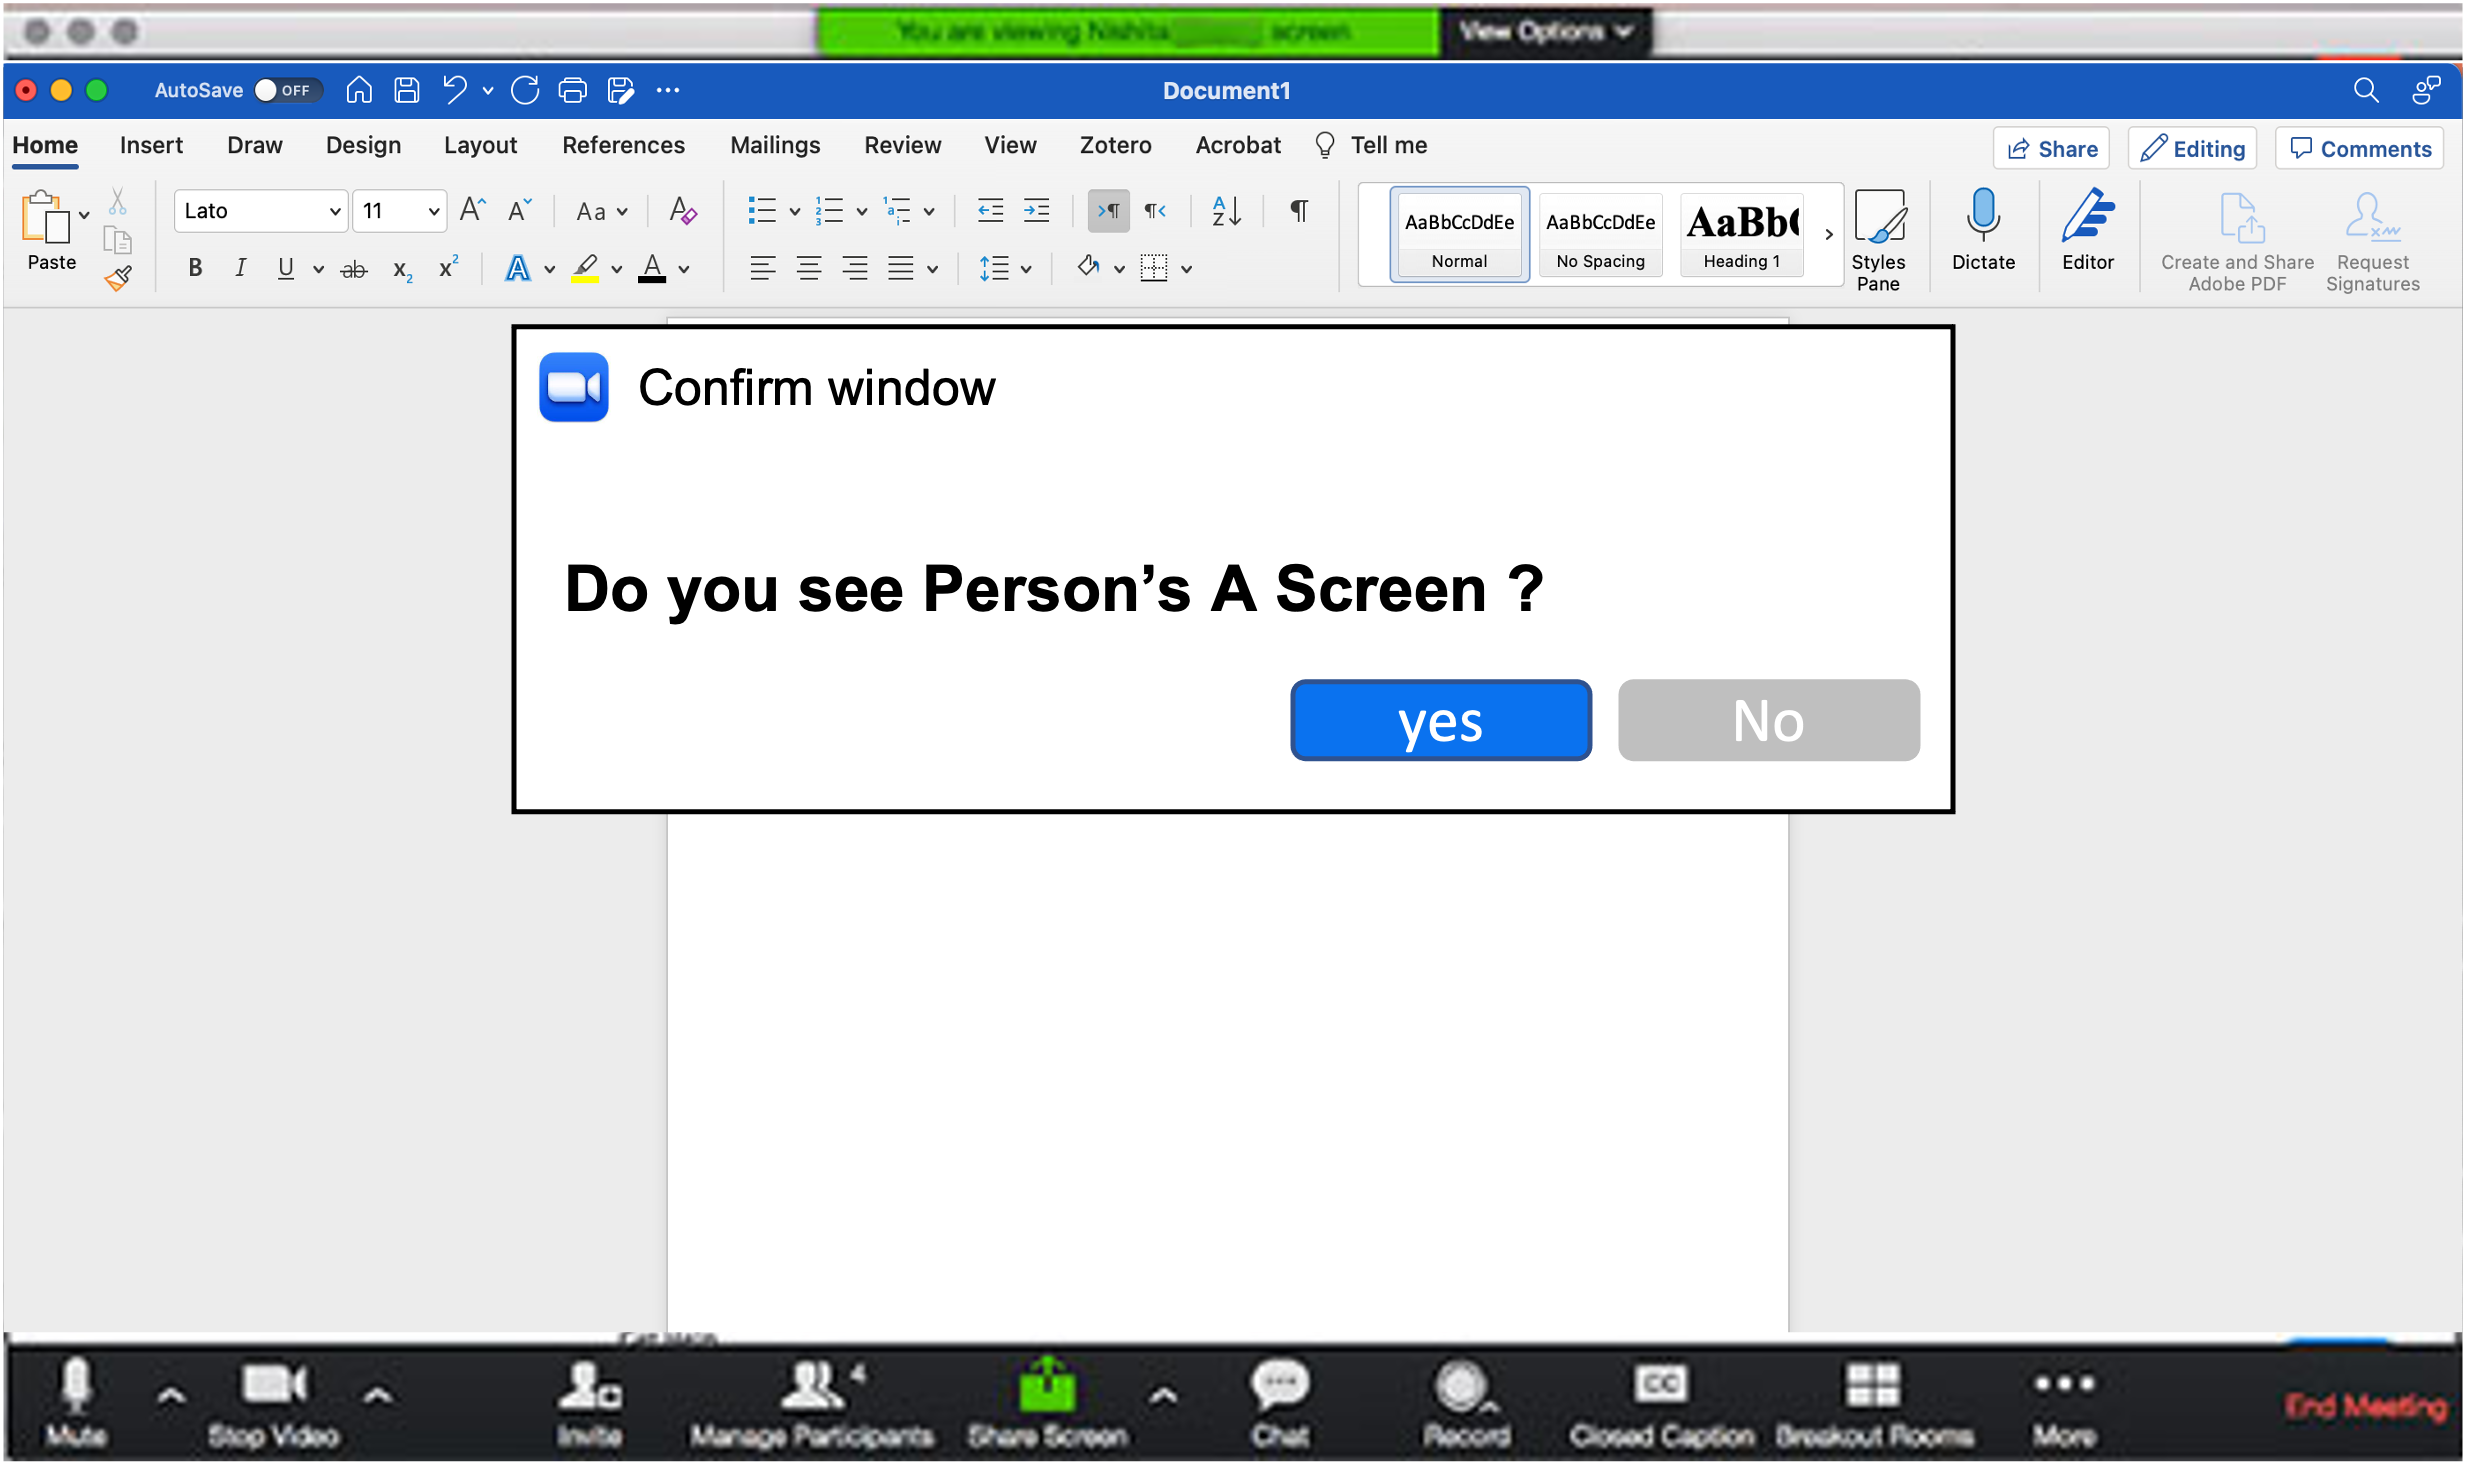 You are viewing Nishita screen
View Options
AutoSave OFF
Document1
Home Insert Draw Design Layout References Mailings Review View Zotero Acrobat Tell me
Share Editing Comments
Paste
Lato 11
Aa
AaBbCcDdEe AaBbCcDdEe AaBb
Normal No Spacing Heading 1
Styles Pane
Dictate
Editor
Create and Share Adobe PDF
Request Signatures
Confirm window
Do you see Person’s A Screen ?
yes No
Mute Stop Video Invite Manage Participants 4 Share Screen Chat Record CC Closed Caption Breakout Rooms More End Meeting